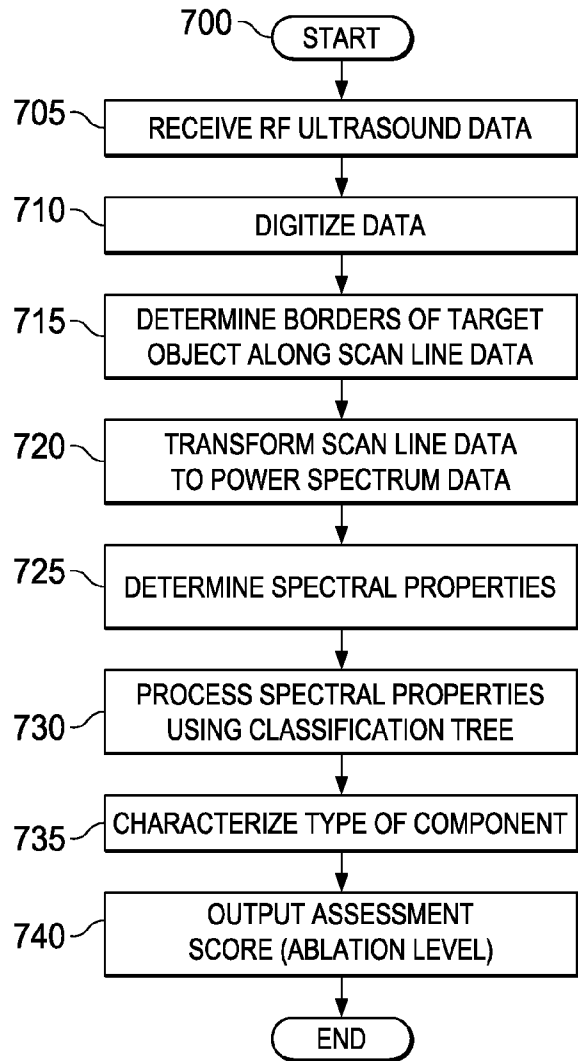 700
START
705
RECEIVE RF ULTRASOUND DATA
710
DIGITIZE DATA
715
DETERMINE BORDERS OF TARGET
OBJECT ALONG SCAN LINE DATA
720
TRANSFORM SCAN LINE DATA
TO POWER SPECTRUM DATA
725
DETERMINE SPECTRAL PROPERTIES
730
PROCESS SPECTRAL PROPERTIES
USING CLASSIFICATION TREE
735
CHARACTERIZE TYPE OF COMPONENT
740
OUTPUT ASSESSMENT
SCORE (ABLATION LEVEL)
END